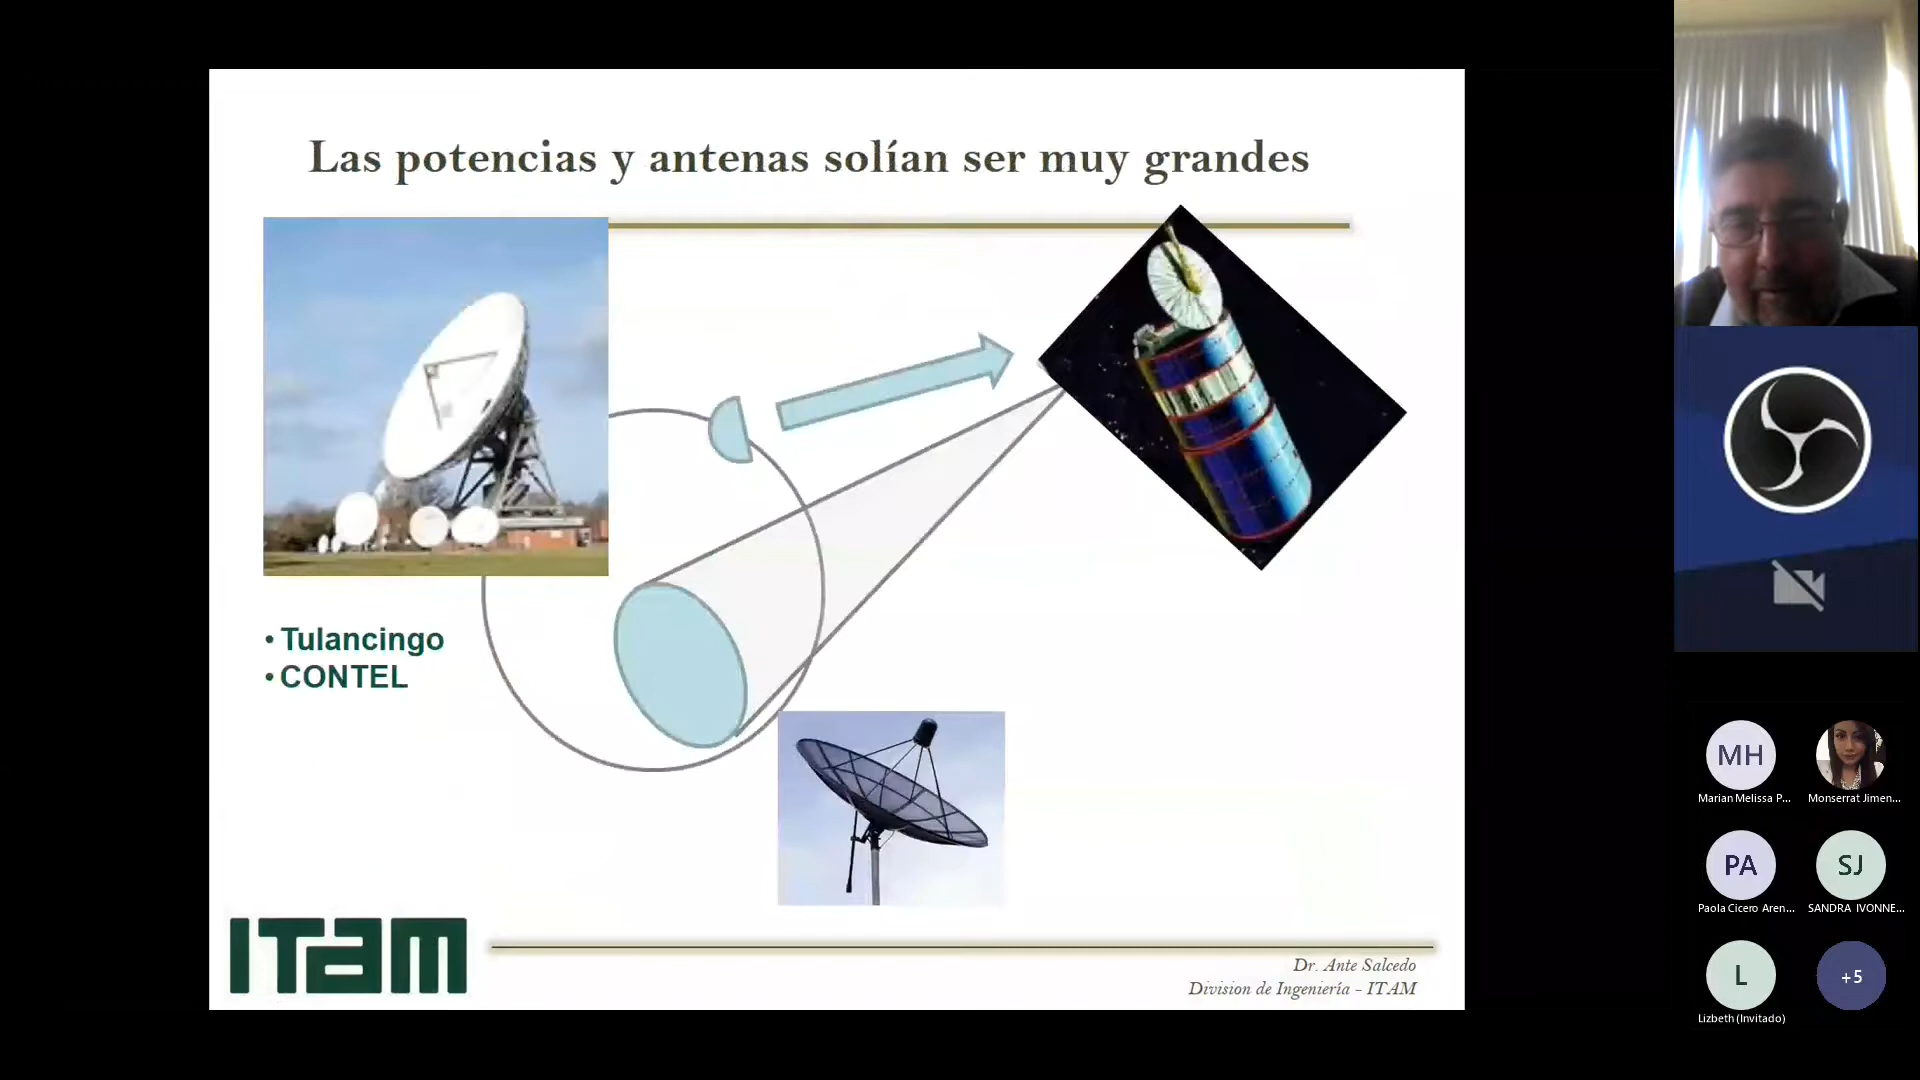 Las potencias y antenas solían ser muy grandes
• Tulancingo
• CONTEL
ITAM
Dr. Ante Salcedo
Division de Ingeniería - ITAM
MH
Marian Melissa P...
Monserrat Jimen...
PA
Paola Cicero Aren...
SJ
SANDRA IVONNE...
L
Lizbeth (Invitado)
+5